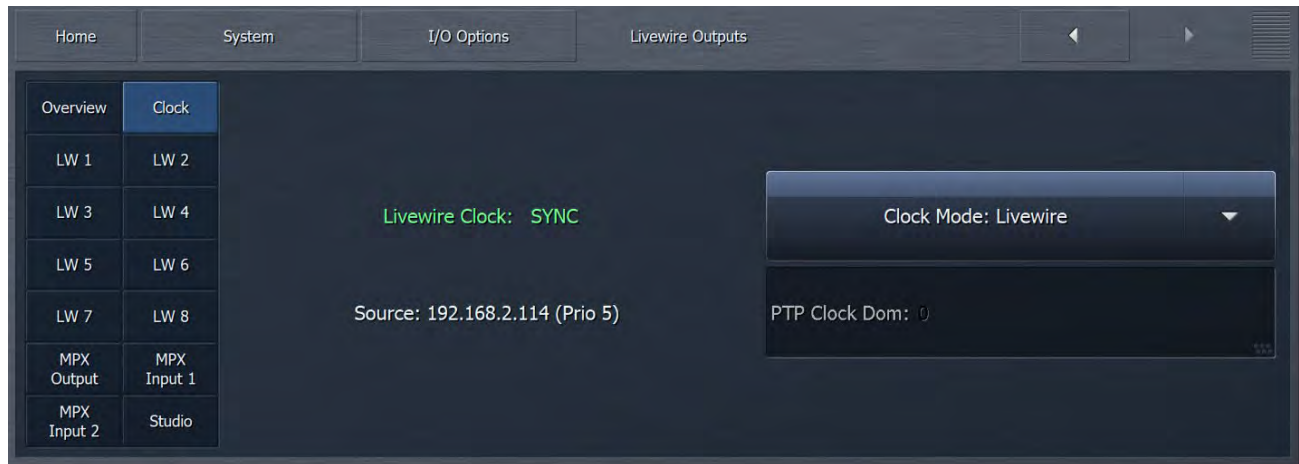 Home System I/O Options Livewire Outputs
Overview Clock
LW 1 LW 2
LW 3 LW 4
Livewire Clock: SYNC
Clock Mode: Livewire
LW 5 LW 6
LW 7 LW 8
Source: 192.168.2.114 (Prio 5)
PTP Clock Dom: 0
MPX
Output
MPX
Input 1
MPX
Input 2
Studio